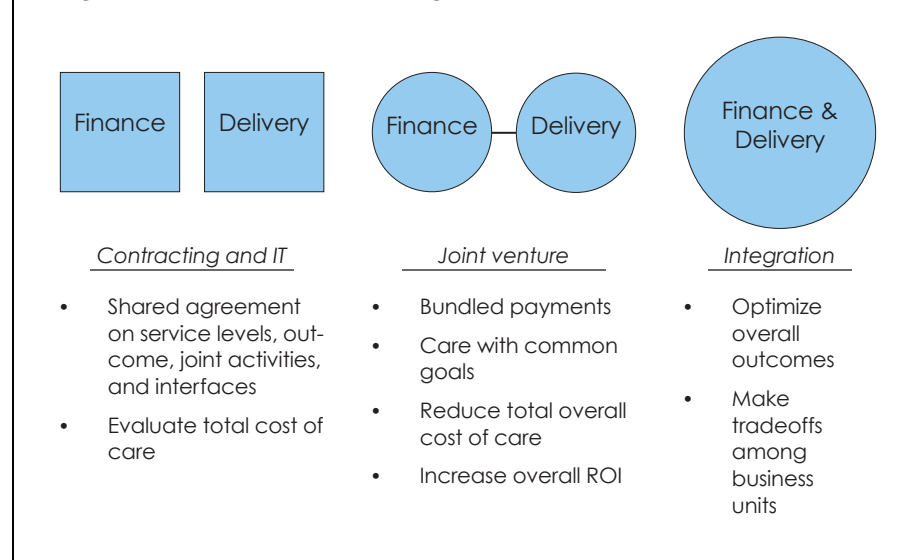 Finance
Delivery
Finance
Delivery
Finance &
Delivery
Contracting and IT
• Shared agreement
on service levels, out-
come, joint activities,
and interfaces
• Evaluate total cost of
care
Joint venture
• Bundled payments
• Care with common
goals
• Reduce total overall
cost of care
• Increase overall ROI
Integration
• Optimize
overall
outcomes
• Make
tradeoffs
among
business
units